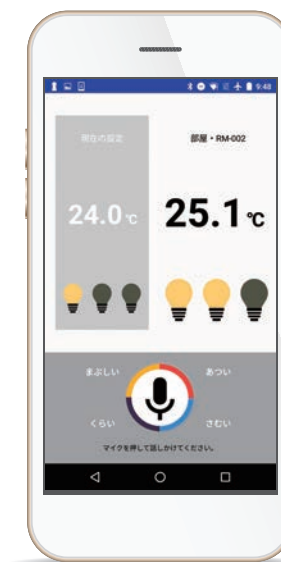 9:48
現在の設定
部屋・RM-002
24.0℃
25.1℃
まぶしい
あつい
くらい
さむい
マイクを押して話しかけてください。